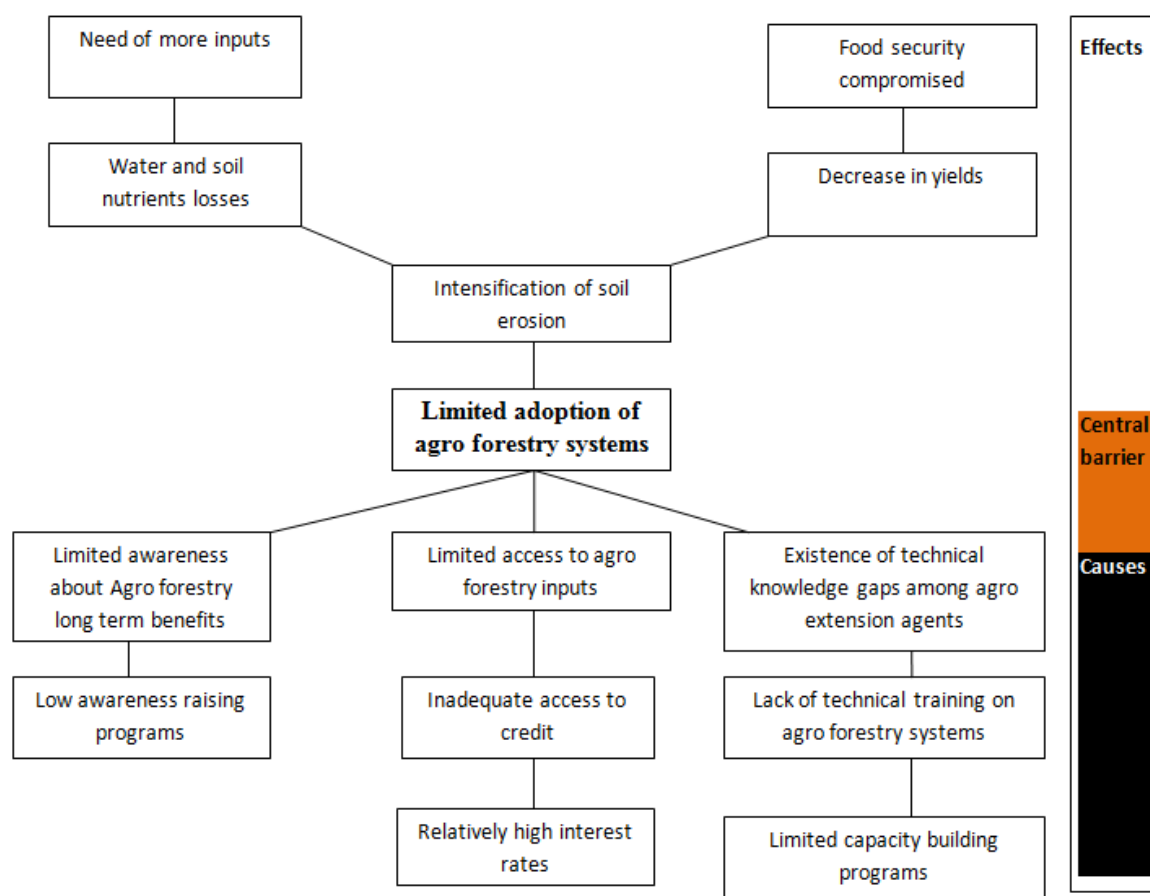 Need of more inputs
Food security
compromised
Effects
Water and soil
nutrients losses
Decrease in yields
Intensification of soil
erosion
Limited adoption of
agro forestry systems
Central
barrier
Limited awareness
about Agro forestry
long term benefits
Limited access to agro
forestry inputs
Existence of technical
knowledge gaps among agro
extension agents
Causes
Low awareness raising
programs
Inadequate access to
credit
Lack of technical training on
agro forestry systems
Relatively high interest
rates
Limited capacity building
programs